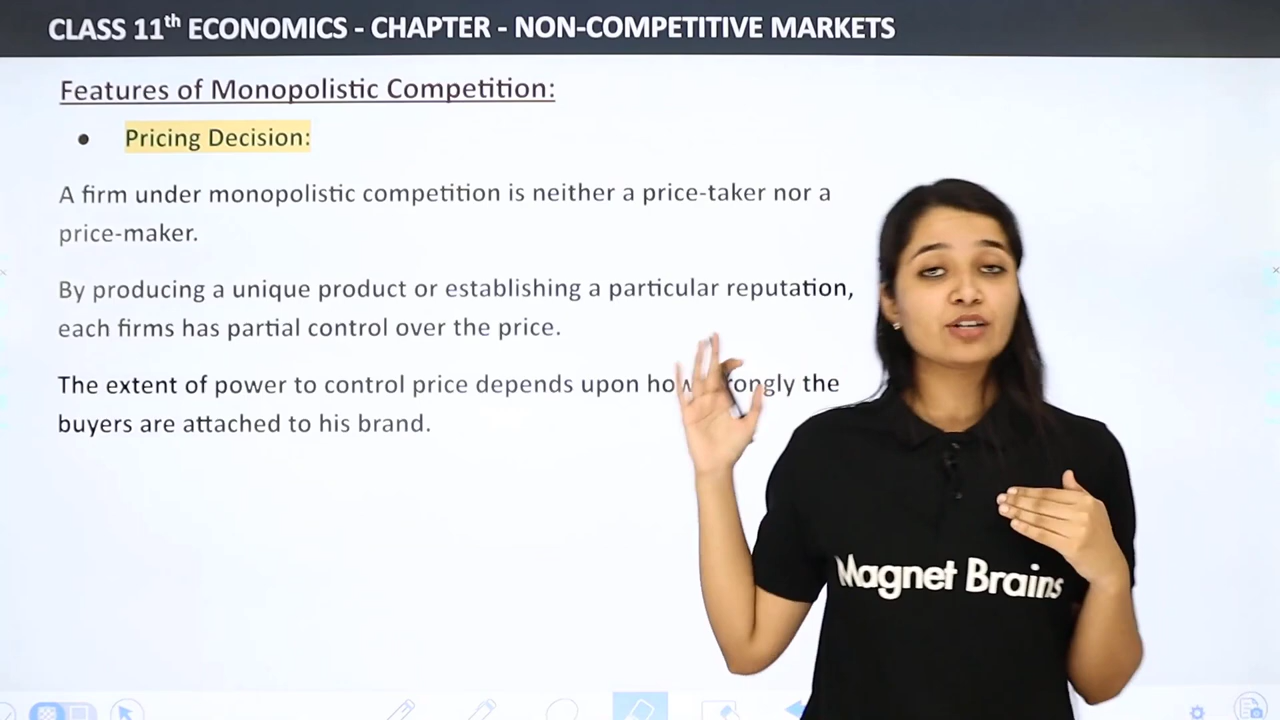 CLASS 11th ECONOMICS - CHAPTER - NON-COMPETITIVE MARKETS
Features of Monopolistic Competition:
• Pricing Decision:
A firm under monopolistic competition is neither a price-taker nor a
price-maker.
By producing a unique product or establishing a particular reputation,
each firms has partial control over the price.
The extent of power to control price depends upon how the
buyers are attached to his brand.
Magnet Brains